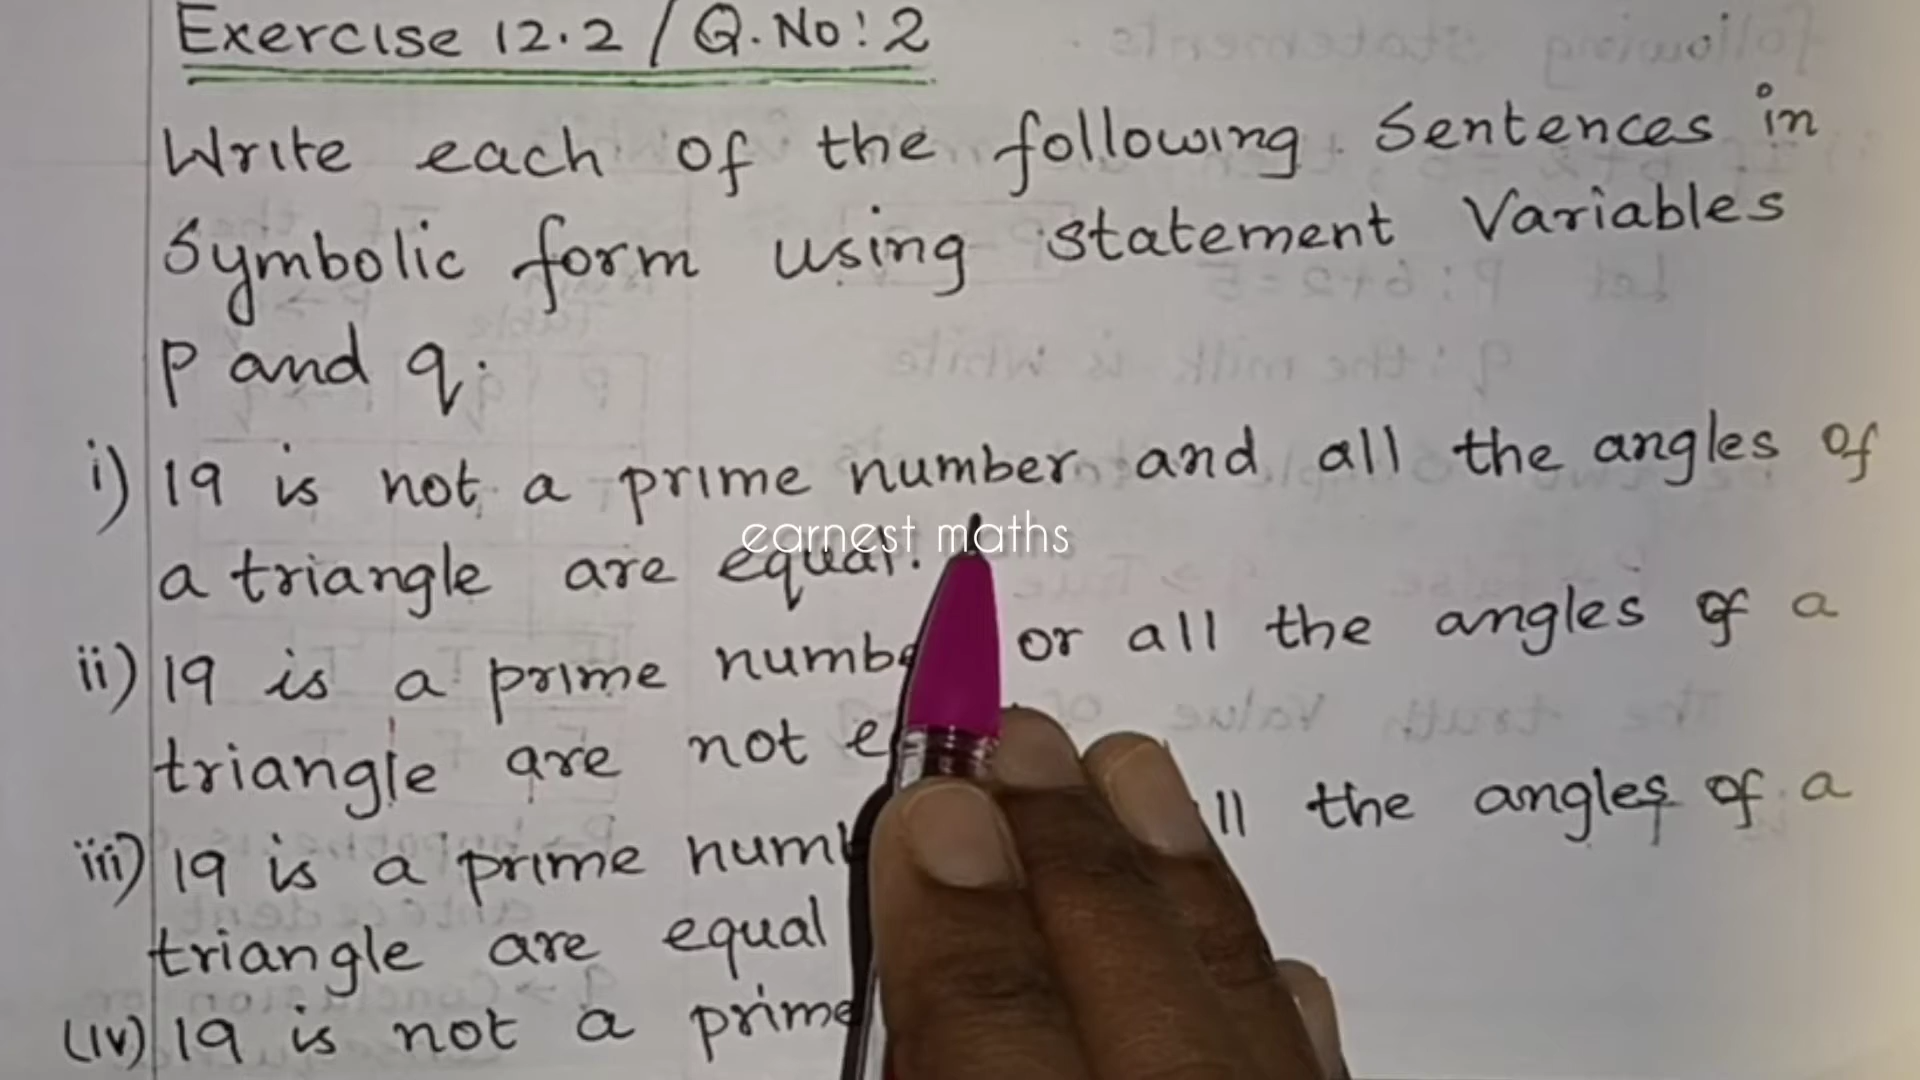 Exercise 12.2 / Q. No: 2
Write each of the following Sentences in
Symbolic form using statement Variables
P and q.
i) 19 is not a prime number and all the angles of
earnest maths
a triangle are equal.
ii) 19 is a prime or all the angles of a
triangle are not
iii) 19 is a prime the angles of a
triangle are equal
(iv) 19 is not a prime